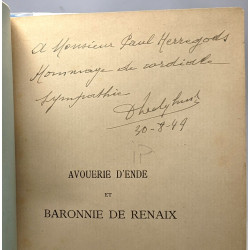 A Monsieur Paul Herregods
Hommage de cordiale
sympathie
30-8-49
AVOUERIE D'ENDE
ET
BARONNIE DE RENAIX